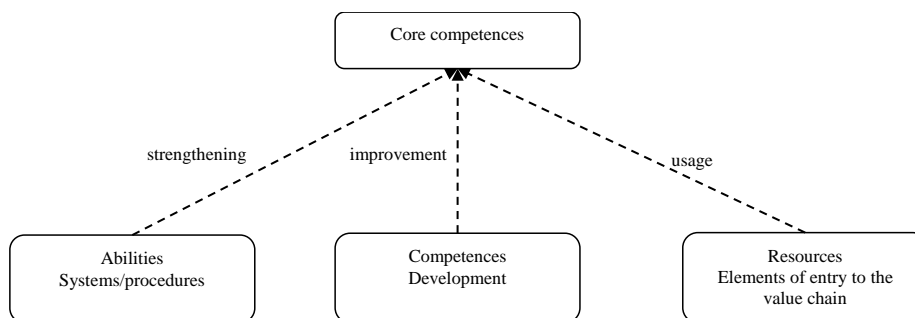 Core competences
strengthening
improvement
usage
Abilities
Systems/procedures
Competences
Development
Resources
Elements of entry to the
value chain